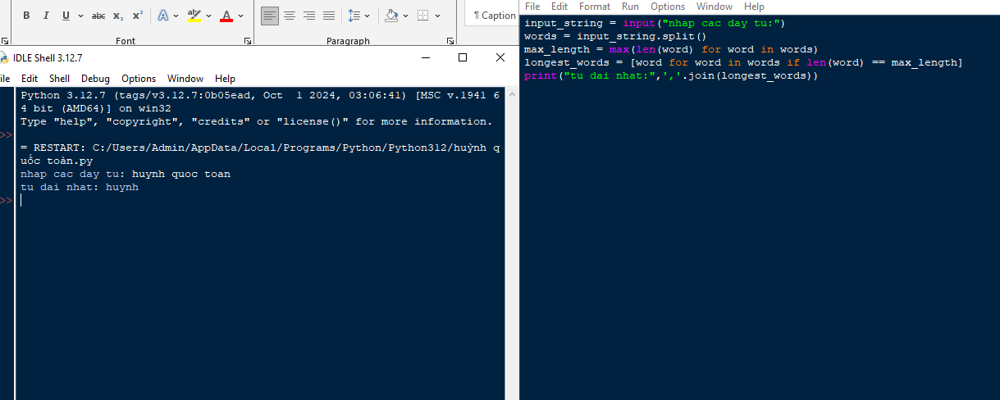 B I U abc x₂ x² A aby A
¶ Caption
Font
Paragraph
IDLE Shell 3.12.7
ile Edit Shell Debug Options Window Help
Python 3.12.7 (tags/v3.12.7:0b05ead, Oct  1 2024, 03:06:41) [MSC v.1941 6
4 bit (AMD64)] on win32
Type "help", "copyright", "credits" or "license()" for more information.
>>
= RESTART: C:/Users/Admin/AppData/Local/Programs/Python/Python312/huỳnh q
uốc toàn.py
nhap cac day tu: huynh quoc toan
tu dai nhat: huynh
>>
File Edit Format Run Options Window Help
input_string = input("nhap cac day tu:")
words = input_string.split()
max_length = max(len(word) for word in words)
longest_words = [word for word in words if len(word) == max_length]
print("tu dai nhat:",','.join(longest_words))